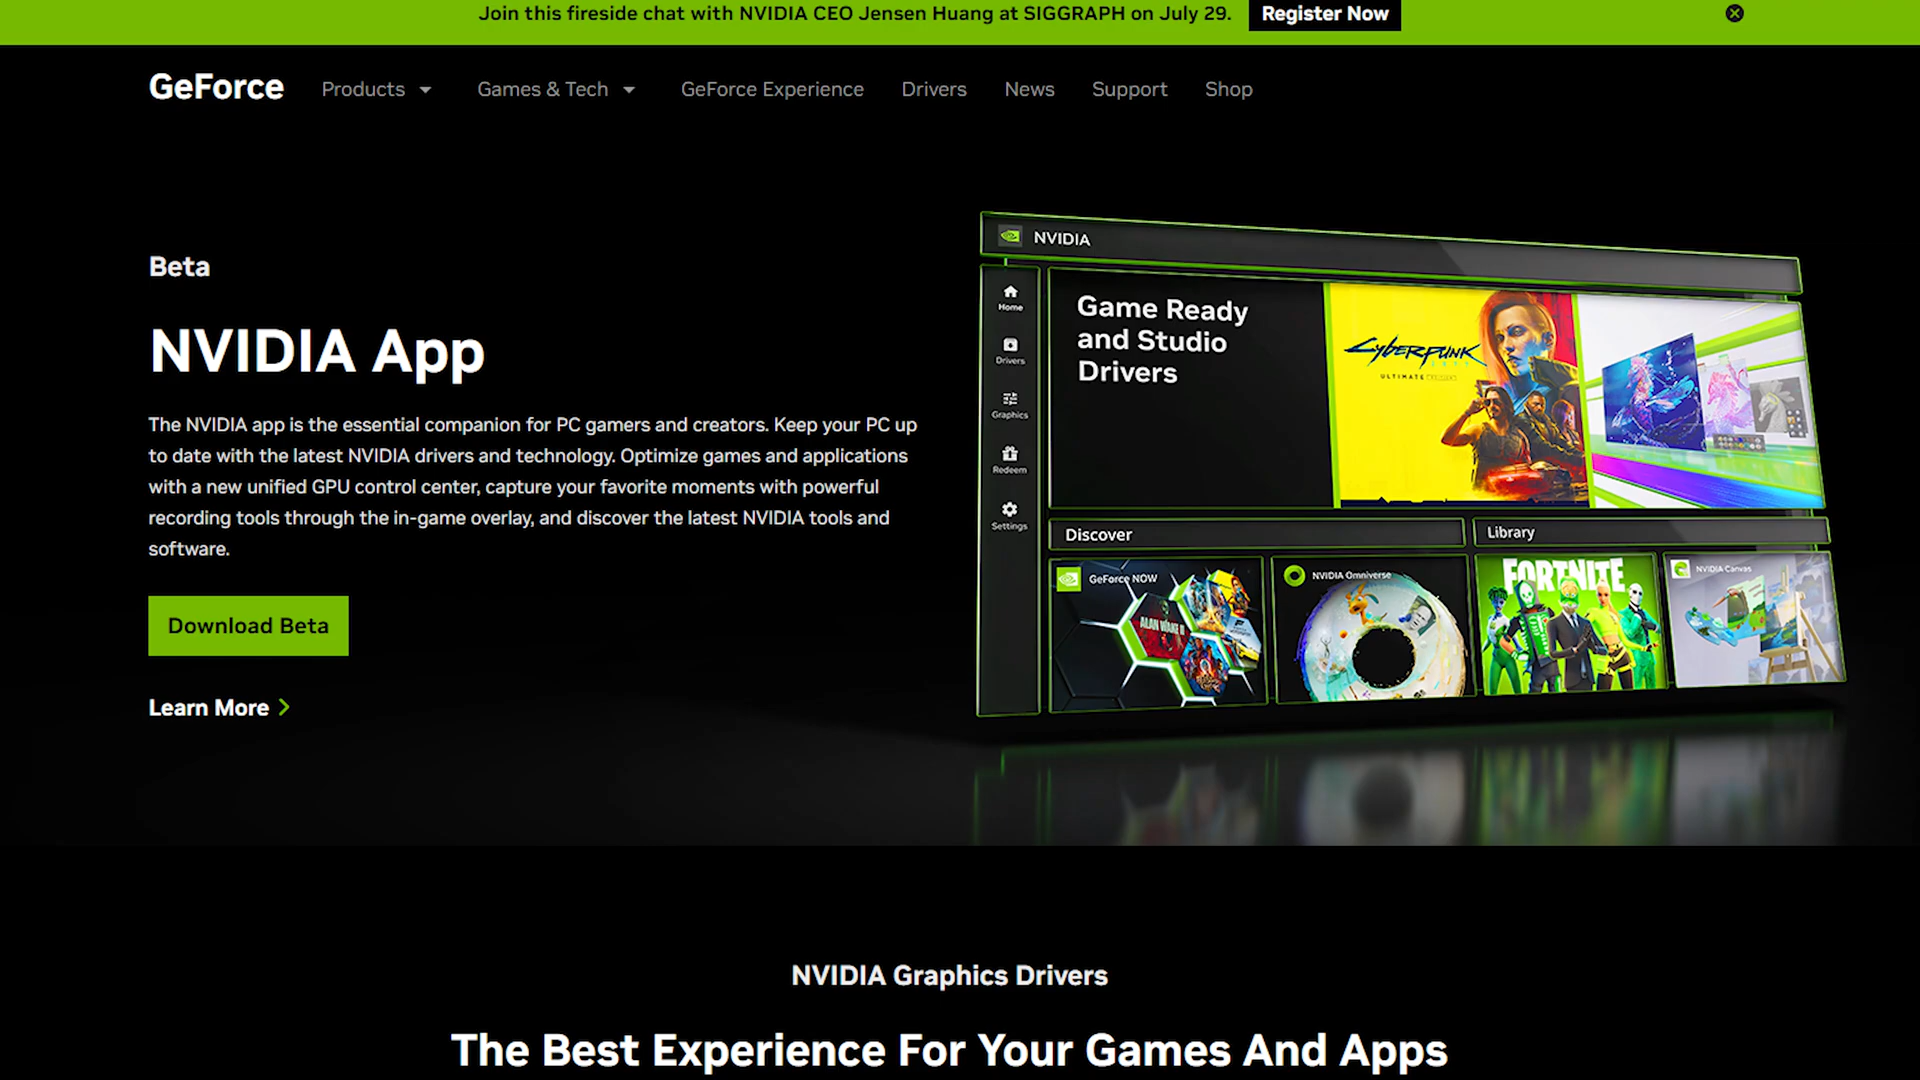 Join this fireside chat with NVIDIA CEO Jensen Huang at SIGGRAPH on July 29. Register Now
GeForce Products Games & Tech GeForce Experience Drivers News Support Shop
Beta
NVIDIA App
The NVIDIA app is the essential companion for PC gamers and creators. Keep your PC up
to date with the latest NVIDIA drivers and technology. Optimize games and applications
with a new unified GPU control center, capture your favorite moments with powerful
recording tools through the in-game overlay, and discover the latest NVIDIA tools and
software.
Download Beta
Learn More
NVIDIA
Home
Drivers
Graphics
Redeem
Settings
Game Ready
and Studio
Drivers
Cyberpunk
ULTIMATE
Discover
GeForce NOW
ALAN WAKE II
NVIDIA Omniverse
Library
FORTNITE
NVIDIA Canvas
NVIDIA Graphics Drivers
The Best Experience For Your Games And Apps